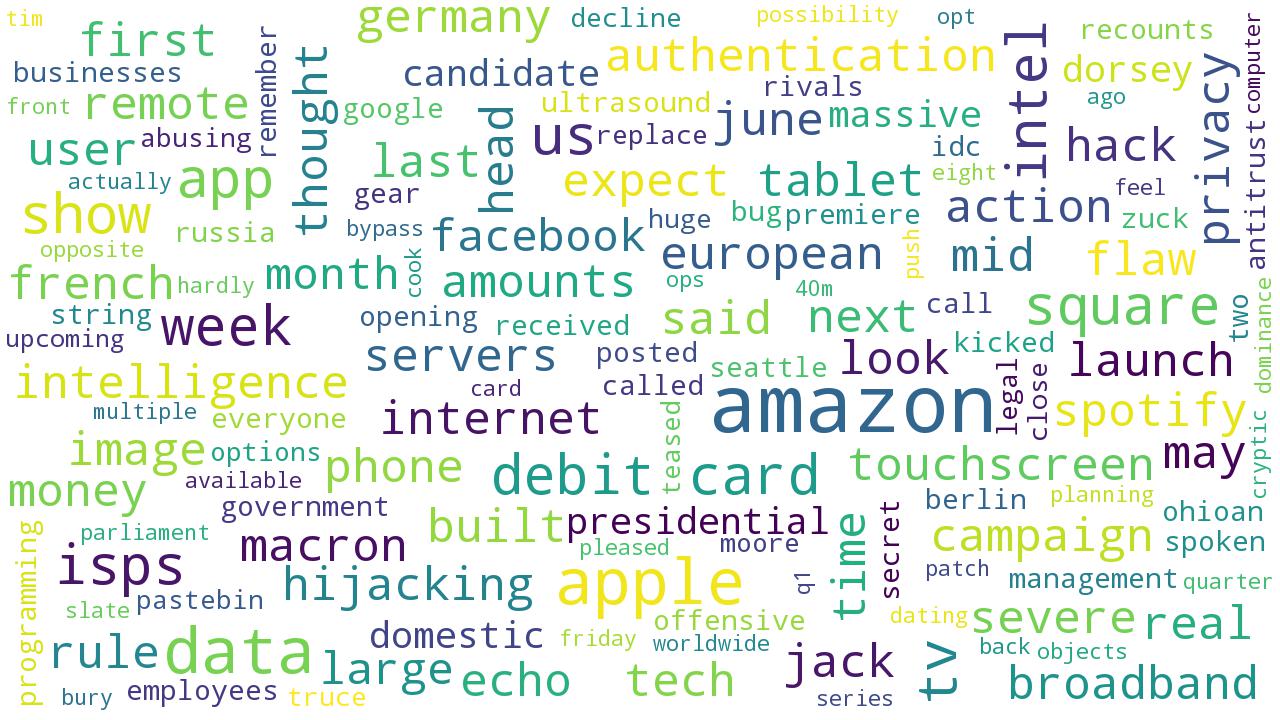 tim
first
germany
decline
possibility
opt
recounts
computer
businesses
remember
thought
candidate
authentication
rivals
intel
dorsey
privacy
front
remote
google
ultrasound
june
massive
ago
user
abusing
last
head
us
replace
idc
hack
antitrust
actually
app
gear
expect
tablet
eight
feel
show
russia
bypass
facebook
huge
bug
premiere
action
zuck
opposite
french
hardly
month
cook
amounts
european
ops
push
mid
flaw
string
week
opening
received
said
40m
next
call
square
two
upcoming
servers
posted
seattle
look
kicked
launch
dominance
intelligence
card
called
amazon
legal
close
spotify
multiple
everyone
internet
teased
image
options
phone
debit card
touchscreen
may
cryptic
money
available
government
berlin
planning
ohioan
programming
parliament
macron
built
presidential
pleased
moore
time
secret
campaign
spoken
isps
hijacking
apple
q1
patch
management
quarter
slate
pastebin
offensive
dating
severe
real
rule
data
domestic
friday
worldwide
jack
tv
back
objects
bury
employees
truce
large
echo
tech
series
broadband